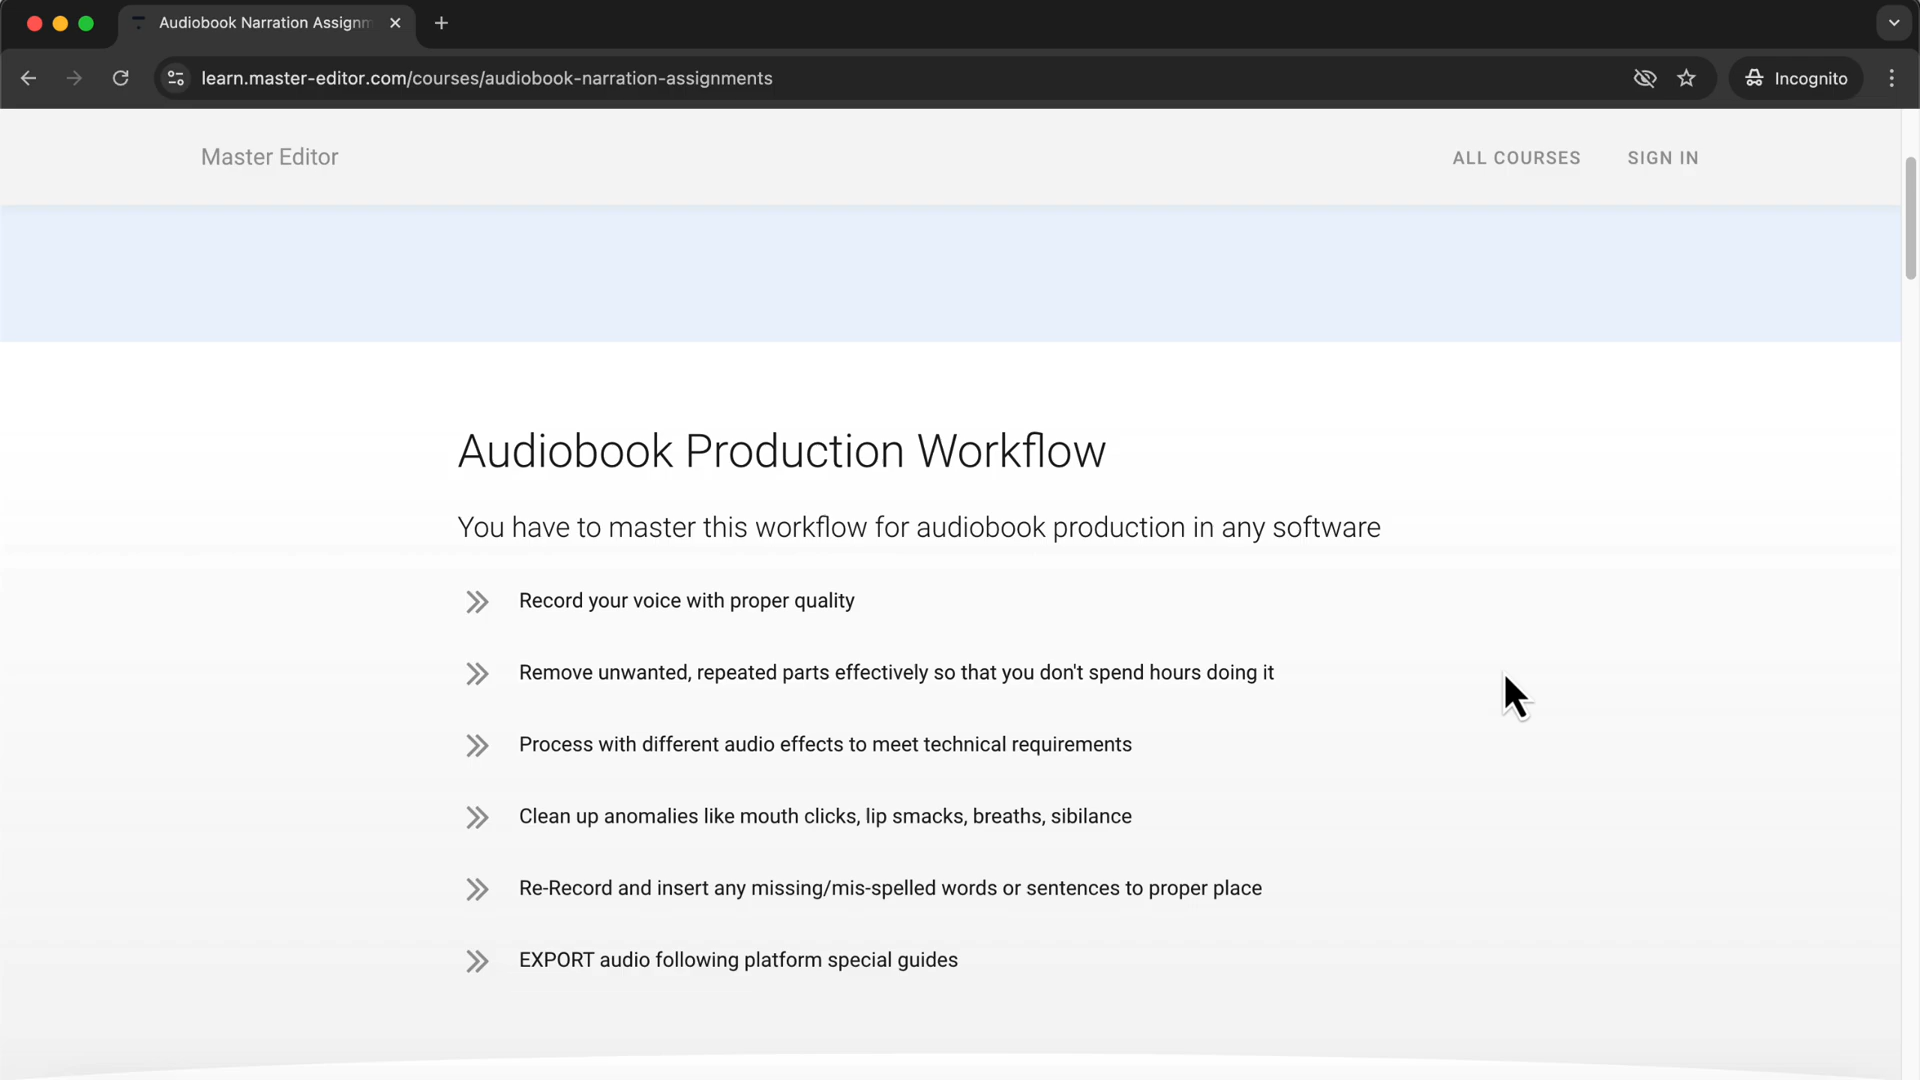 Audiobook Narration Assignm
learn.master-editor.com/courses/audiobook-narration-assignments
Incognito
Master Editor
ALL COURSES
SIGN IN
Audiobook Production Workflow
You have to master this workflow for audiobook production in any software
Record your voice with proper quality
Remove unwanted, repeated parts effectively so that you don't spend hours doing it
Process with different audio effects to meet technical requirements
Clean up anomalies like mouth clicks, lip smacks, breaths, sibilance
Re-Record and insert any missing/mis-spelled words or sentences to proper place
EXPORT audio following platform special guides